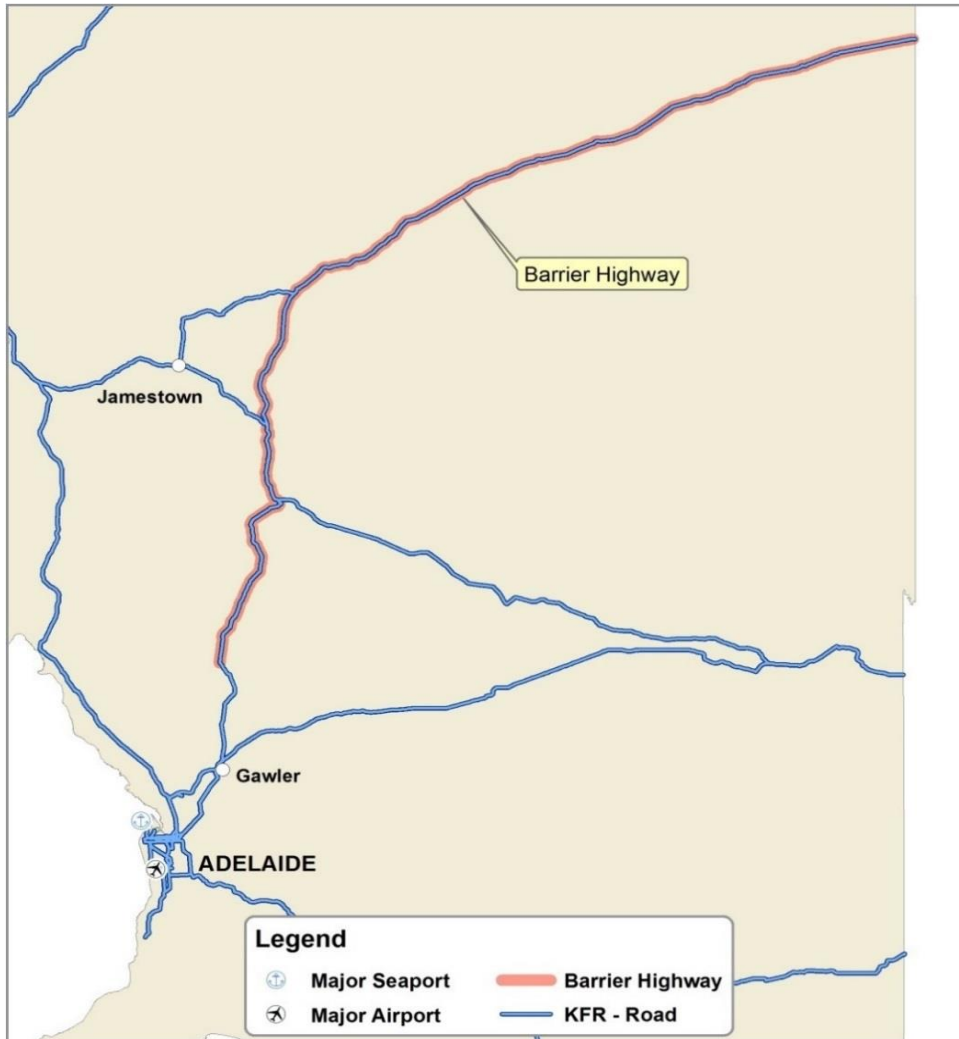 Barrier Highway
Jamestown
Gawler
ADELAIDE
Legend
Major Seaport
Barrier Highway
Major Airport
KFR - Road